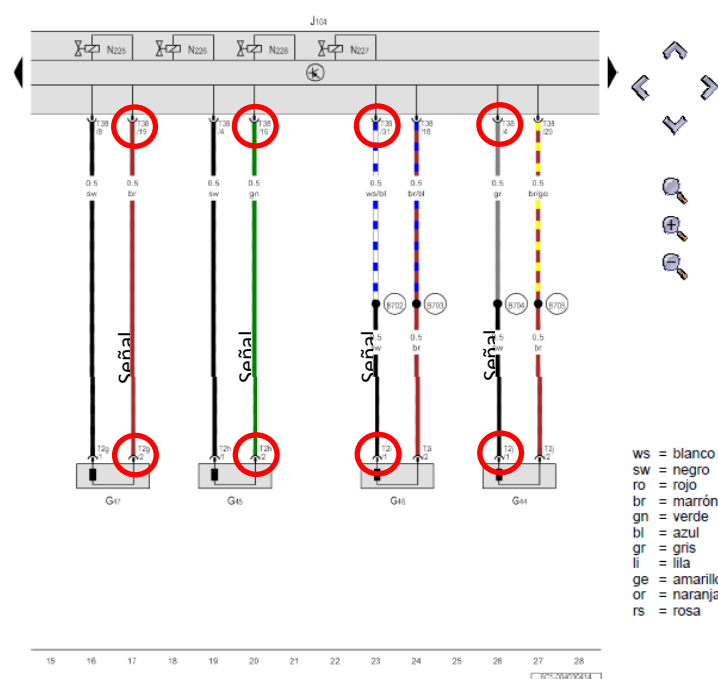 J104
N225 N226 N228 N227
T38 /8 T38 /19 T38 /4 T38 /16 T38 /31 T38 /18 T38 /4 T38 /29
0.5 0.5 0.5 0.5 0.5 0.5 0.5 0.5
sw br sw gn ws/bl br/bl gr br/ge
B702 B703 B704 B705
Señal Señal Señal Señal
0.5 0.5 0.5 0.5
sw br sw br
T2g /1 T2g /2 T2h /1 T2h /2 T2i /1 T2i /2 T2j /1 T2j /2
G47 G45 G46 G44
ws = blanco
sw = negro
ro = rojo
br = marrón
gn = verde
bl = azul
gr = gris
li = lila
ge = amarillo
or = naranja
rs = rosa
15 16 17 18 19 20 21 22 23 24 25 26 27 28